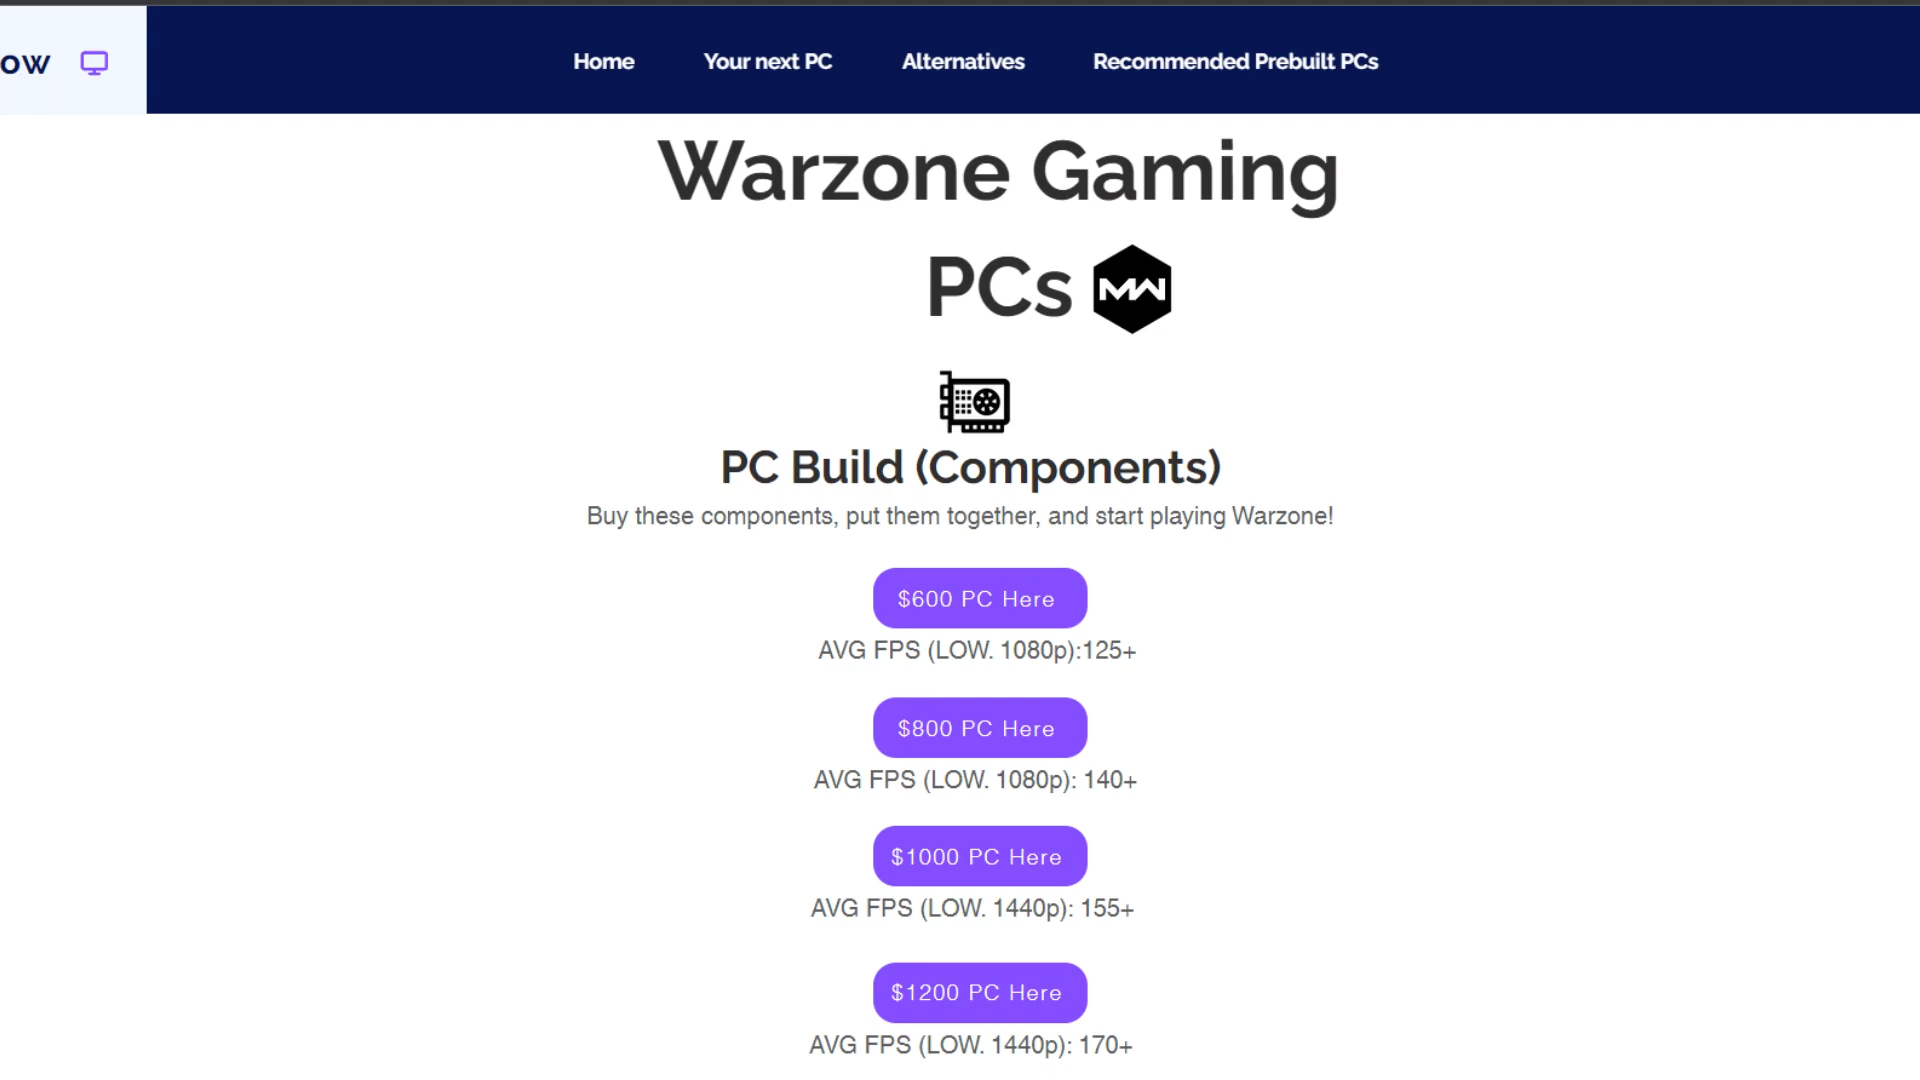 ow
Home Your next PC Alternatives Recommended Prebuilt PCs
Warzone Gaming
PCs MW
PC Build (Components)
Buy these components, put them together, and start playing Warzone!
$600 PC Here
AVG FPS (LOW. 1080p):125+
$800 PC Here
AVG FPS (LOW. 1080p): 140+
$1000 PC Here
AVG FPS (LOW. 1440p): 155+
$1200 PC Here
AVG FPS (LOW. 1440p): 170+